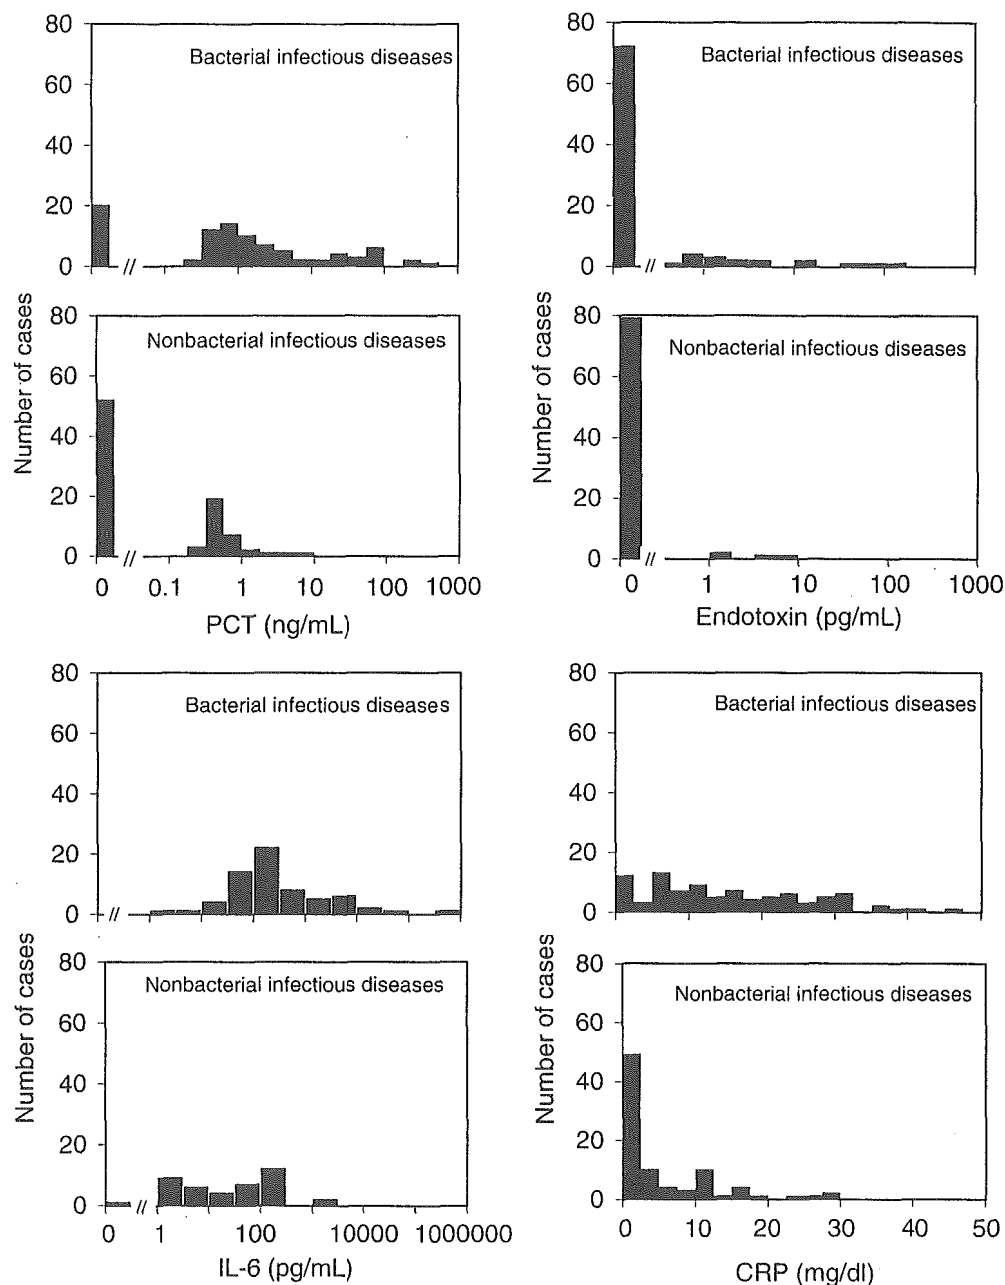 80
60
40
20
0
Bacterial infectious diseases
//
80
60
40
20
0
Nonbacterial infectious diseases
//
0 0.1 1 10 100 1000
PCT (ng/mL)
Number of cases
80
60
40
20
0
Bacterial infectious diseases
//
80
60
40
20
0
Nonbacterial infectious diseases
//
0 1 10 100 1000
Endotoxin (pg/mL)
Number of cases
80
60
40
20
0
Bacterial infectious diseases
//
80
60
40
20
0
Nonbacterial infectious diseases
//
0 1 100 10000 1000000
IL-6 (pg/mL)
Number of cases
80
60
40
20
0
Bacterial infectious diseases
80
60
40
20
0
Nonbacterial infectious diseases
0 10 20 30 40 50
CRP (mg/dl)
Number of cases